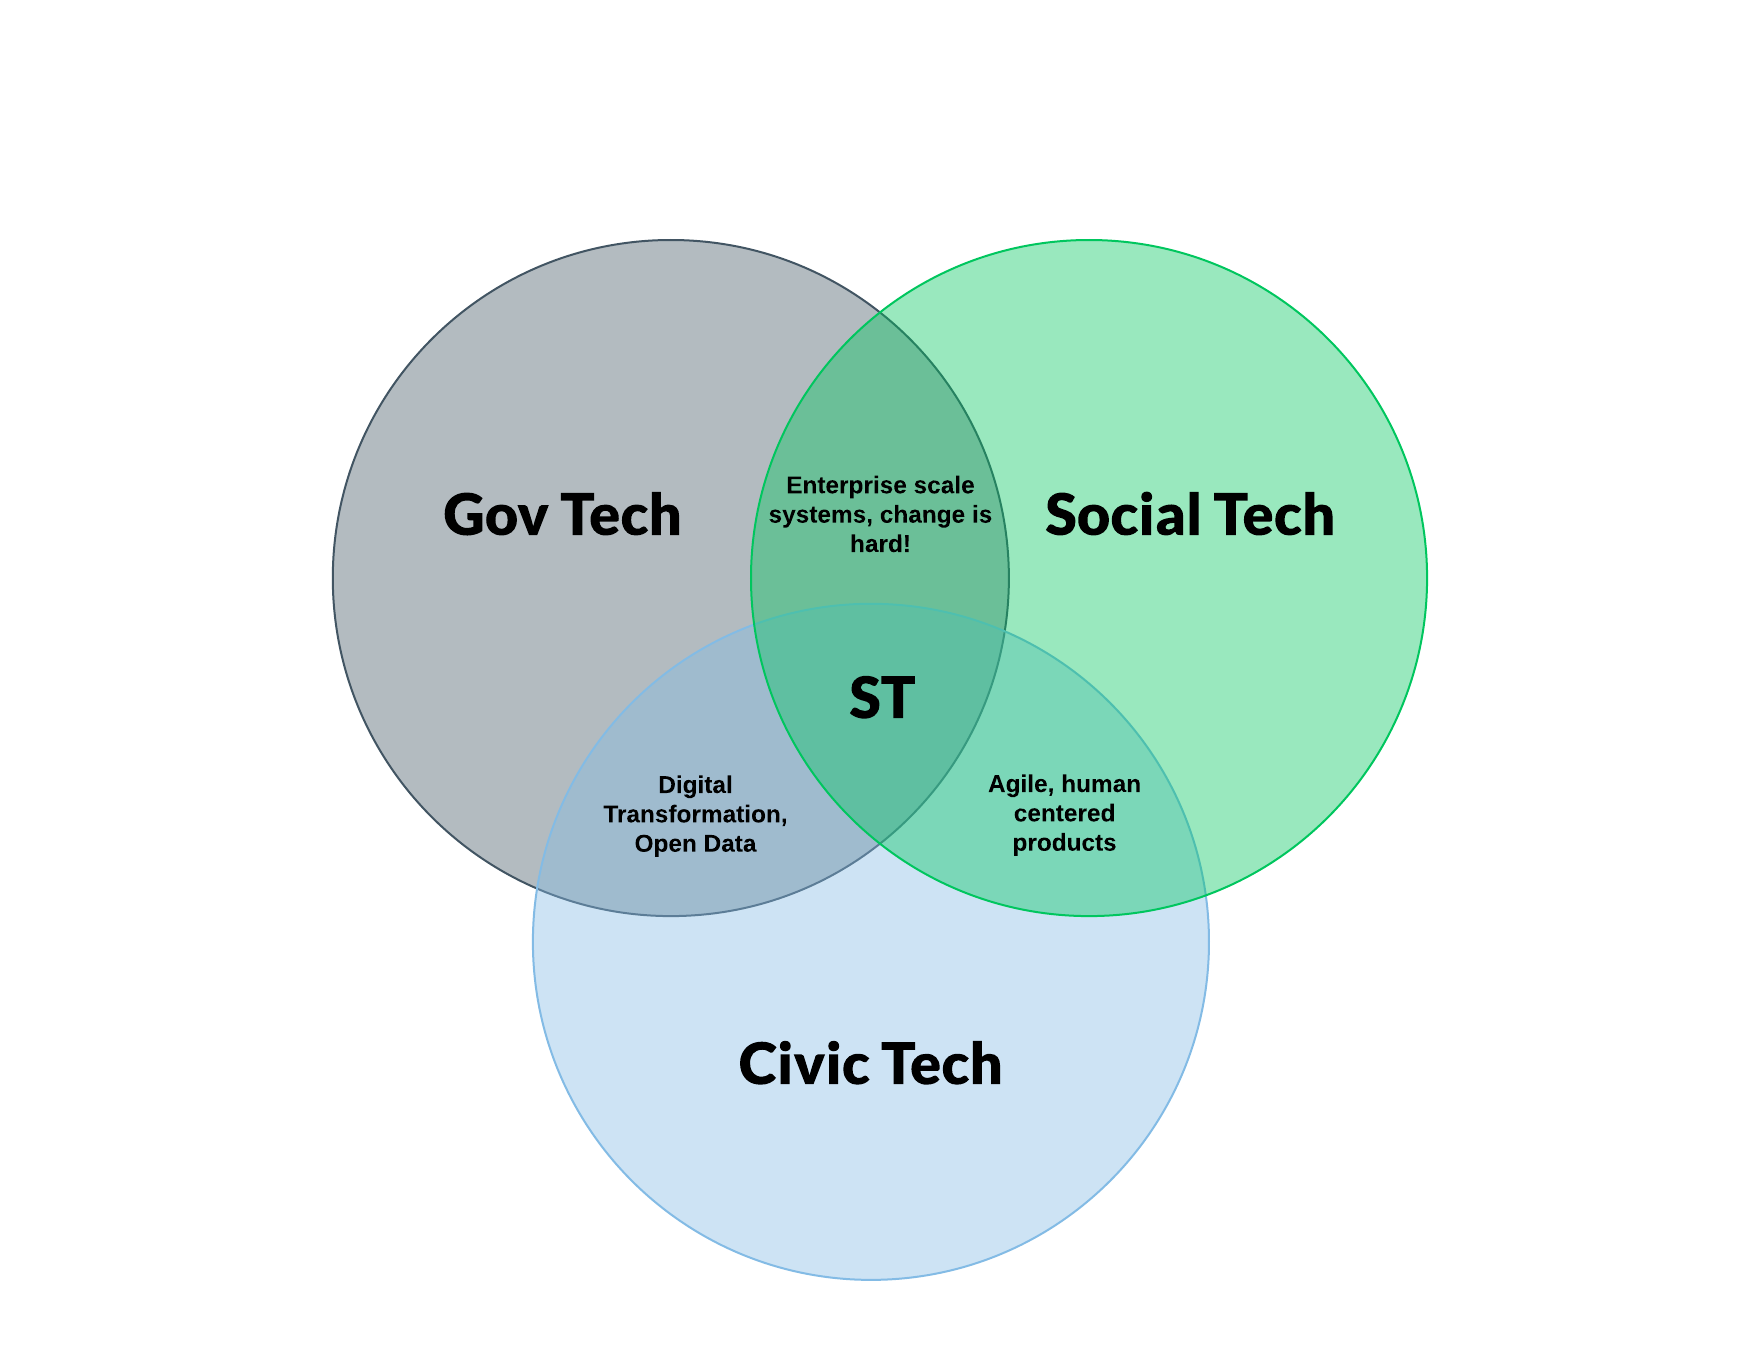 Gov Tech
Enterprise scale
systems, change is
hard!
Social Tech
ST
Digital
Transformation,
Open Data
Agile, human
centered
products
Civic Tech